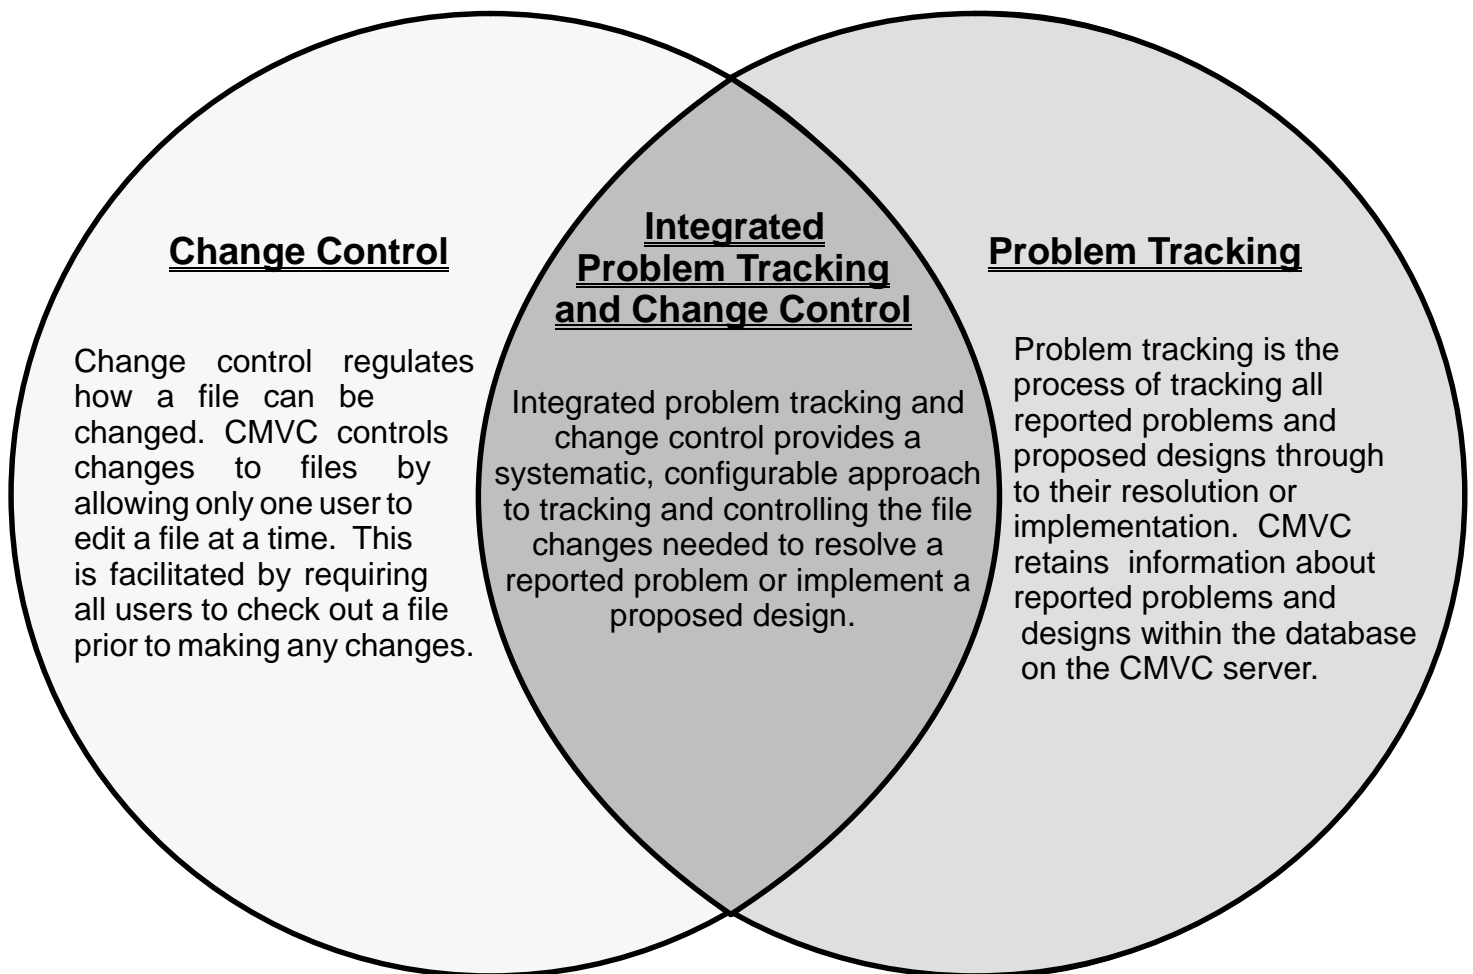 Change Control
Change control regulates
how a file can be
changed. CMVC controls
changes to files by
allowing only one user to
edit a file at a time. This
is facilitated by requiring
all users to check out a file
prior to making any changes.
Integrated
Problem Tracking
and Change Control
Integrated problem tracking and
change control provides a
systematic, configurable approach
to tracking and controlling the file
changes needed to resolve a
reported problem or implement a
proposed design.
Problem Tracking
Problem tracking is the
process of tracking all
reported problems and
proposed designs through
to their resolution or
implementation. CMVC
retains information about
reported problems and
designs within the database
on the CMVC server.